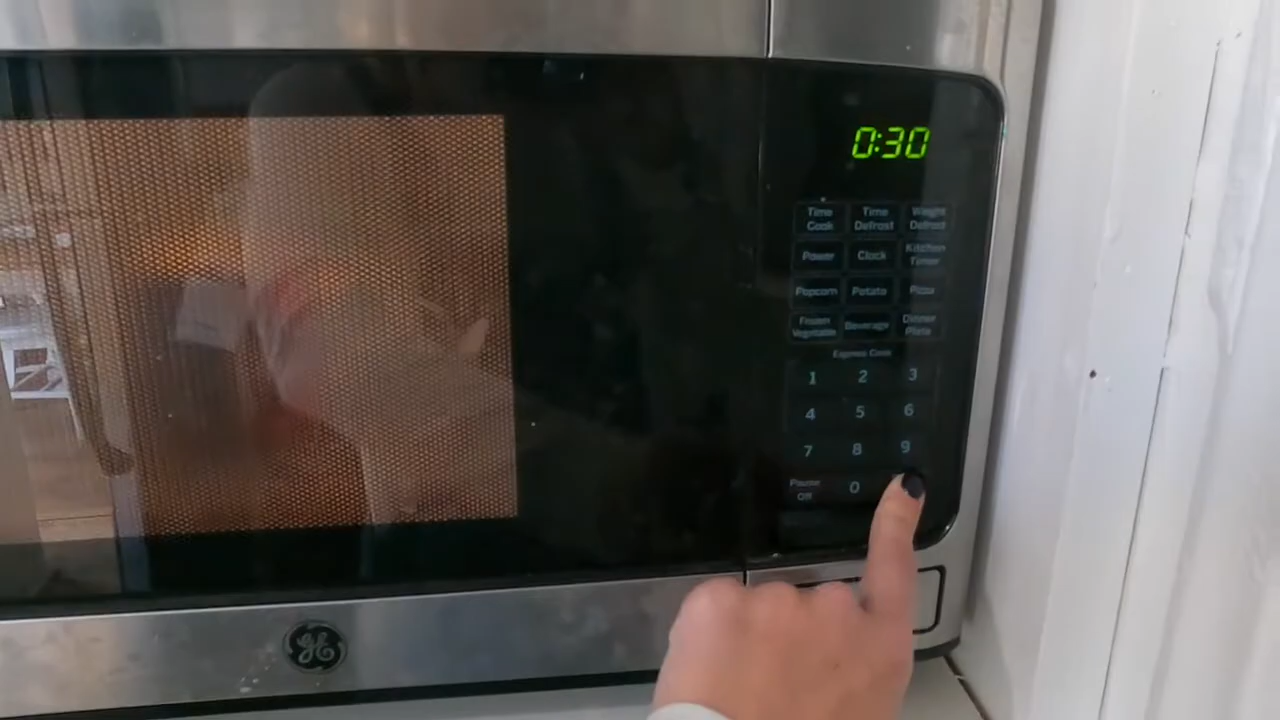 0:30
Time Cook
Time Defrost
Weight Defrost
Power
Clock
Kitchen Timer
Popcorn
Potato
Pizza
Frozen Vegetable
Beverage
Dinner Plate
Express Cook
1 2 3
4 5 6
7 8 9
Pause Off
0
GE